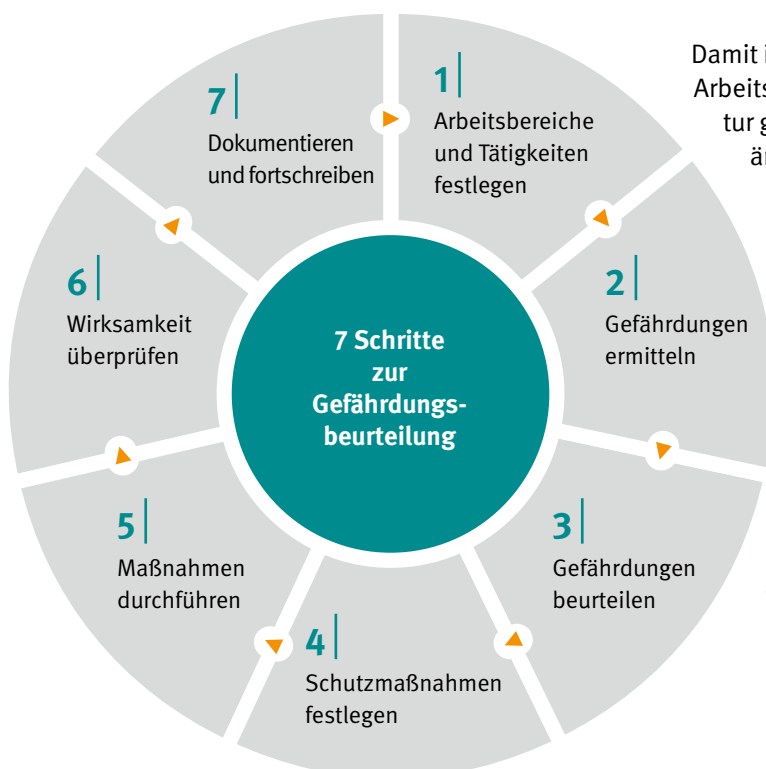 1
Arbeitsbereiche
und Tätigkeiten
festlegen
2
Gefährdungen
ermitteln
3
Gefährdungen
beurteilen
4
Schutzmaßnahmen
festlegen
5
Maßnahmen
durchführen
6
Wirksamkeit
überprüfen
7
Dokumentieren
und fortschreiben
7 Schritte
zur
Gefährdungs-
beurteilung
Damit i
Arbeits
tur g
än